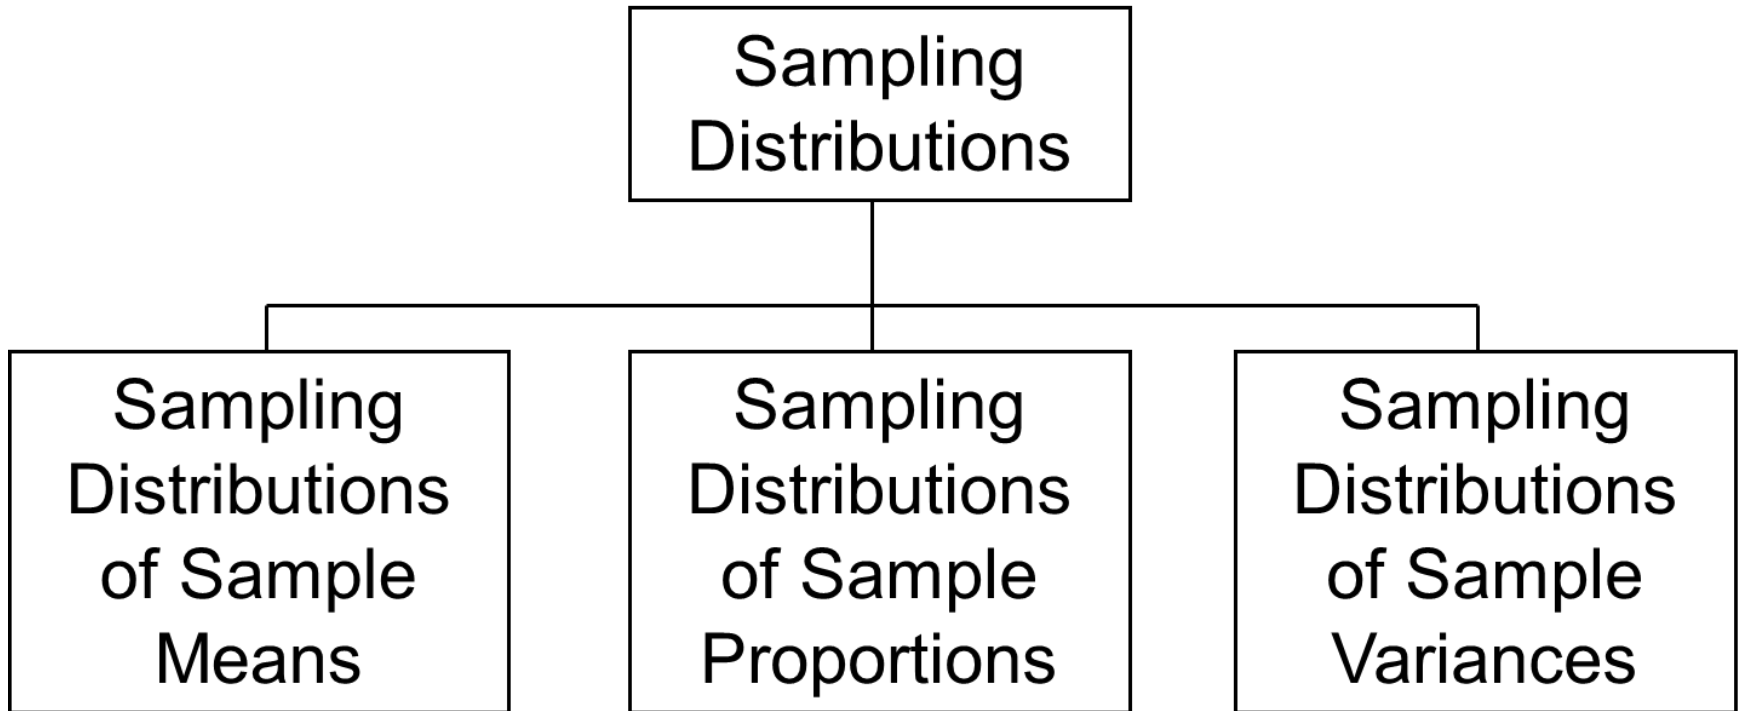 Sampling
Distributions
Sampling
Distributions
of Sample
Means
Sampling
Distributions
of Sample
Proportions
Sampling
Distributions
of Sample
Variances